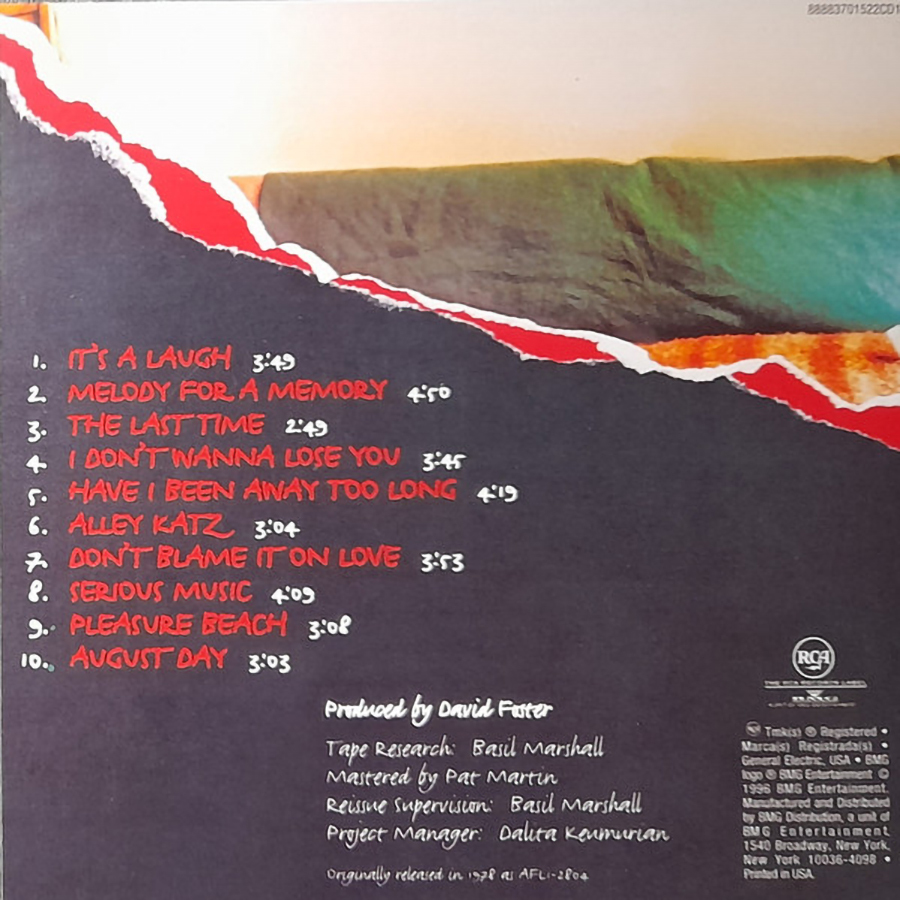 88883701522CD1
1. IT'S A LAUGH 3:49
2. MELODY FOR A MEMORY 4:50
3. THE LAST TIME 2:49
4. I DON'T WANNA LOSE YOU 3:45
5. HAVE I BEEN AWAY TOO LONG 4:19
6. ALLEY KATZ 3:04
7. DON'T BLAME IT ON LOVE 3:53
8. SERIOUS MUSIC 4:09
9. PLEASURE BEACH 3:08
10. AUGUST DAY 3:03
Produced by David Foster
Tape Research: Basil Marshall
Mastered by Pat Martin
Reissue Supervision: Basil Marshall
Project Manager: Dalita Keumurian
Originally released in 1978 as AFL1-2804
RCA
THE RCA RECORDS LABEL
BMG
Tmk(s) ® Registered •
Marca(s) Registrada(s) •
General Electric, USA • BMG
logo ® BMG Entertainment ©
1996 BMG Entertainment.
Manufactured and Distributed
by BMG Distribution, a unit of
BMG Entertainment,
1540 Broadway, New York,
New York 10036-4098 •
Printed in USA.